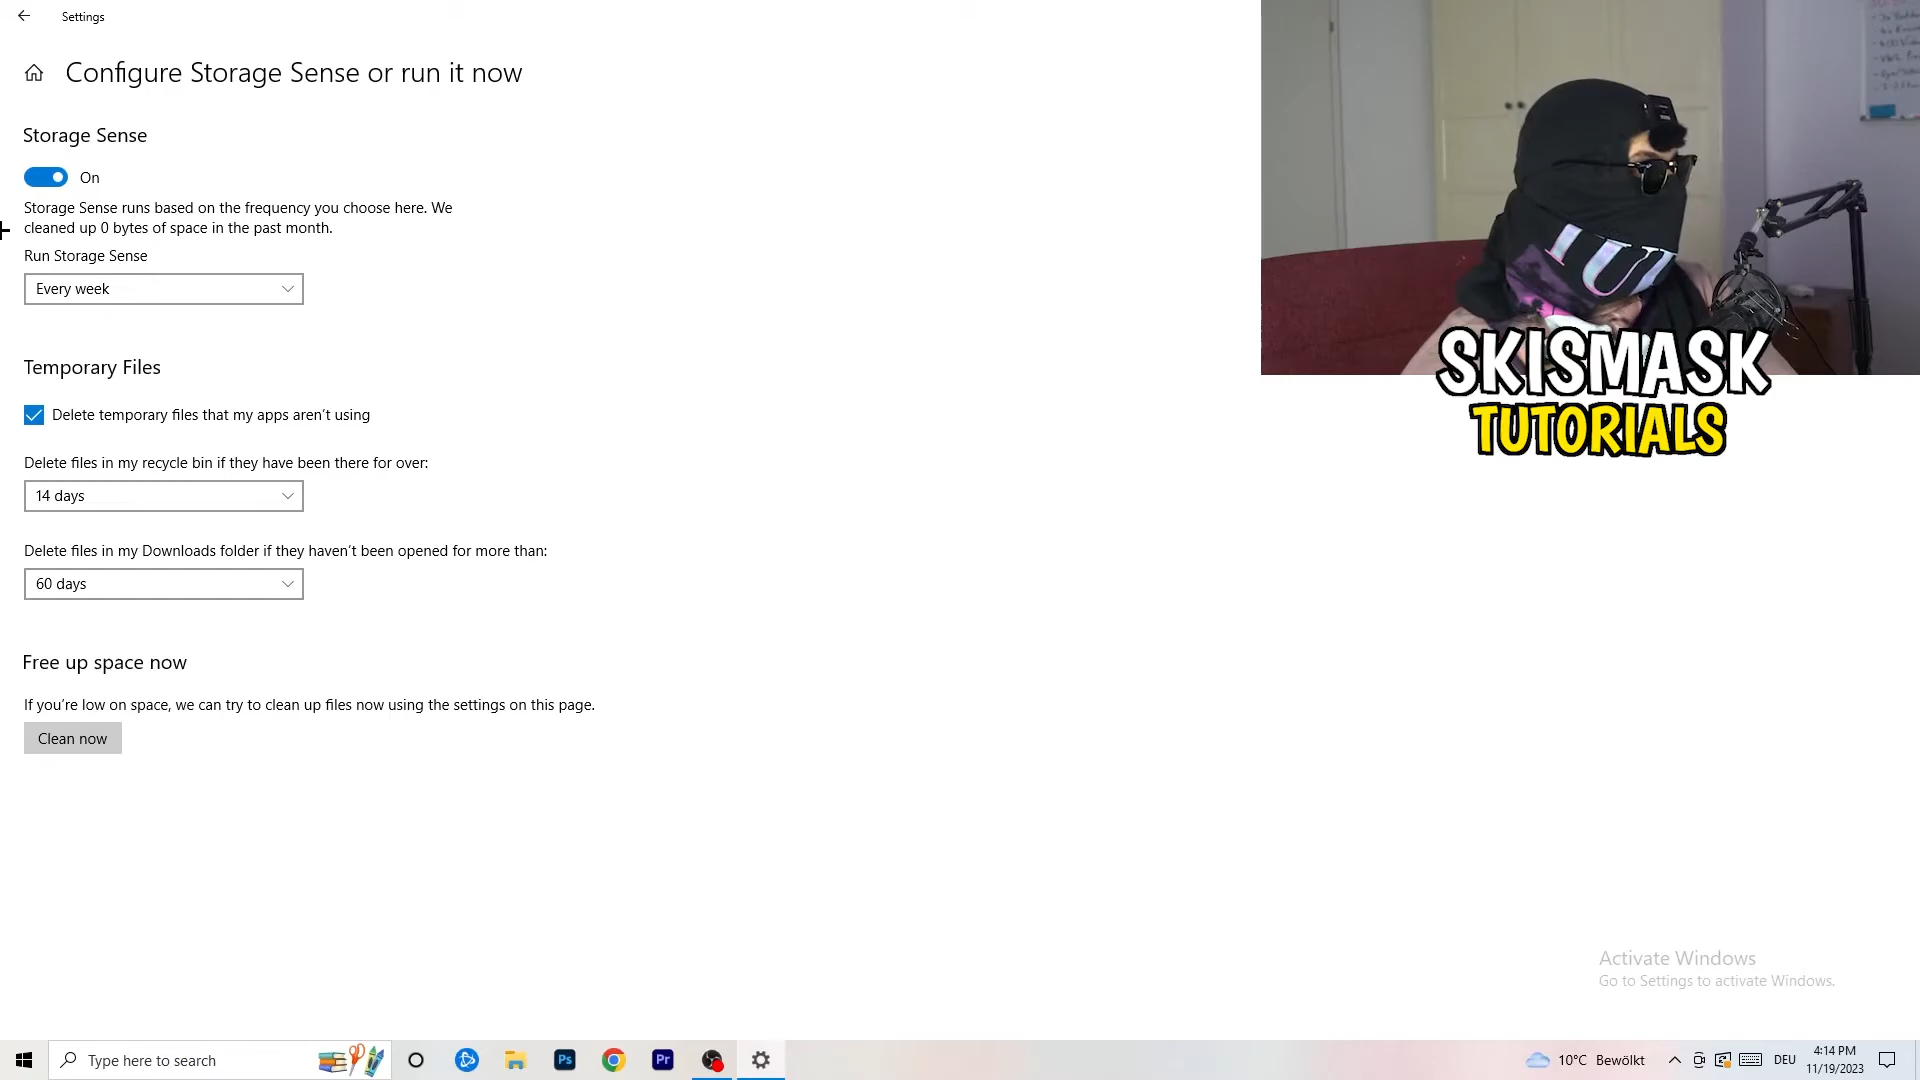 Settings
Configure Storage Sense or run it now
Storage Sense
On
Storage Sense runs based on the frequency you choose here. We
cleaned up 0 bytes of space in the past month.
Run Storage Sense
Every week
Temporary Files
Delete temporary files that my apps aren't using
Delete files in my recycle bin if they have been there for over:
14 days
Delete files in my Downloads folder if they haven't been opened for more than:
60 days
Free up space now
If you're low on space, we can try to clean up files now using the settings on this page.
Clean now
SKISMASK
TUTORIALS
Activate Windows
Go to Settings to activate Windows.
Type here to search
Ps
Pr
10°C Bewölkt
DEU
4:14 PM
11/19/2023